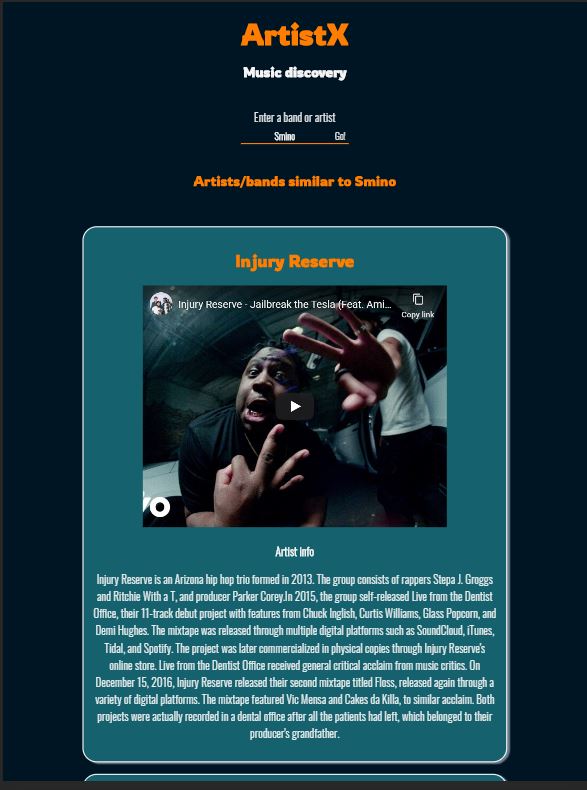 ArtistX
Music discovery
Enter a band or artist
Smino Go!
Artists/bands similar to Smino
Injury Reserve
Injury Reserve - Jailbreak the Tesla (Feat. Ami...
Copy link
VO
Artist info
Injury Reserve is an Arizona hip hop trio formed in 2013. The group consists of rappers Stepa J. Groggs
and Ritchie With a T, and producer Parker Corey.In 2015, the group self-released Live from the Dentist
Office, their 11-track debut project with features from Chuck Inglish, Curtis Williams, Glass Popcorn, and
Demi Hughes. The mixtape was released through multiple digital platforms such as SoundCloud, iTunes,
Tidal, and Spotify. The project was later commercialized in physical copies through Injury Reserve's
online store. Live from the Dentist Office received general critical acclaim from music critics. On
December 15, 2016, Injury Reserve released their second mixtape titled Floss, released again through a
variety of digital platforms. The mixtape featured Vic Mensa and Cakes da Killa, to similar acclaim. Both
projects were actually recorded in a dental office after all the patients had left, which belonged to their
producer's grandfather.